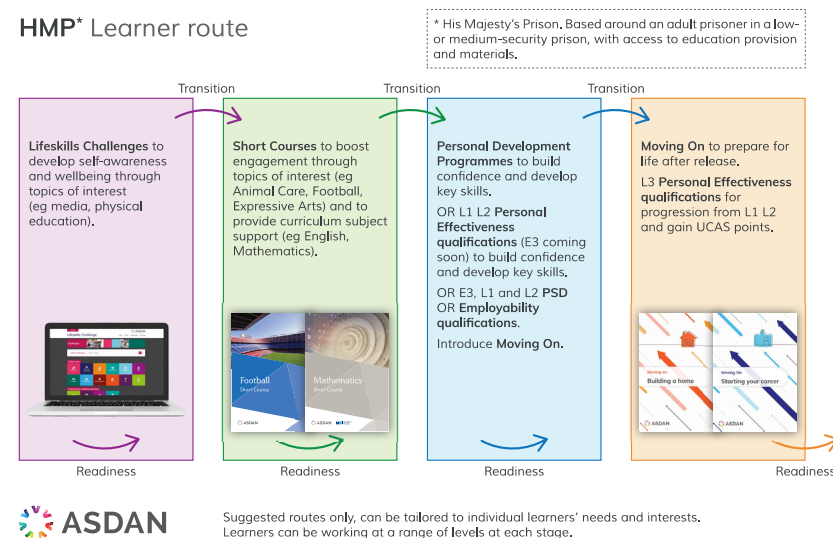 HMP* Learner route
* His Majesty's Prison. Based around an adult prisoner in a low-
or medium-security prison, with access to education provision
and materials.
Transition
Transition
Transition
Lifeskills Challenges to
develop self-awareness
and wellbeing through
topics of interest
(eg media, physical
education).
Short Courses to boost
engagement through
topics of interest (eg
Animal Care, Football,
Expressive Arts) and to
provide curriculum subject
support (eg English,
Mathematics).
Personal Development
Programmes to build
confidence and develop
key skills.
OR L1 L2 Personal
Effectiveness
qualifications (E3 coming
soon) to build confidence
and develop key skills.
OR E3, L1 and L2 PSD
OR Employability
qualifications.
Introduce Moving On.
Moving On to prepare for
life after release.
L3 Personal Effectiveness
qualifications for
progression from L1 L2
and gain UCAS points.
Lifeskills Challenge
Football
Short Course
ASDAN
Mathematics
Short Course
ASDAN
Moving on
Building a home
ASDAN
Moving On
Starting your career
ASDAN
Readiness
Readiness
Readiness
Readiness
ASDAN
Suggested routes only, can be tailored to individual learners' needs and interests.
Learners can be working at a range of levels at each stage.